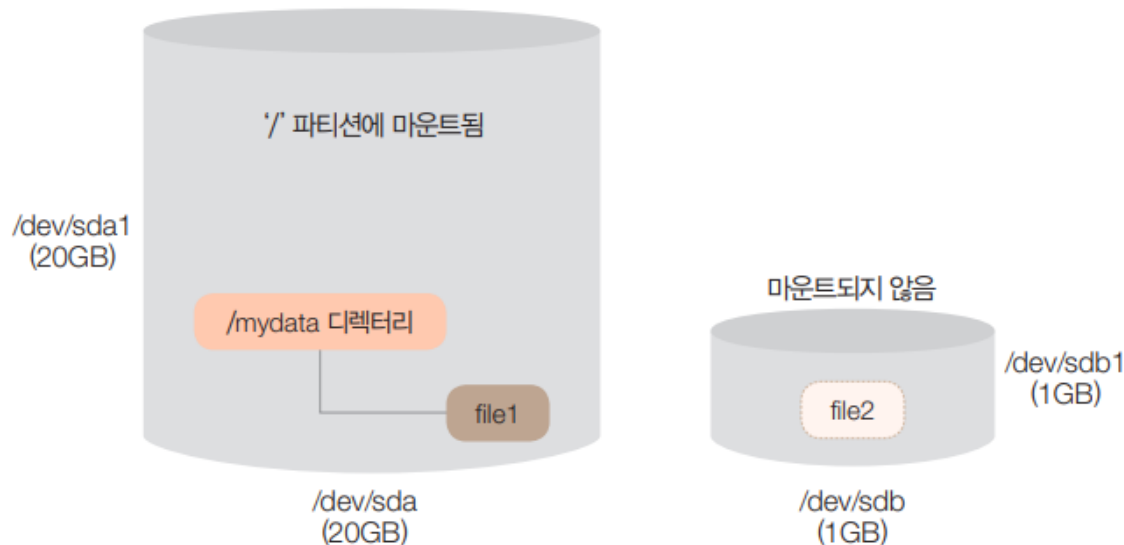 '/' 파티션에 마운트됨
/dev/sda1
(20GB)
/mydata 디렉터리
file1
/dev/sda
(20GB)
마운트되지 않음
/dev/sdb1
(1GB)
file2
/dev/sdb
(1GB)